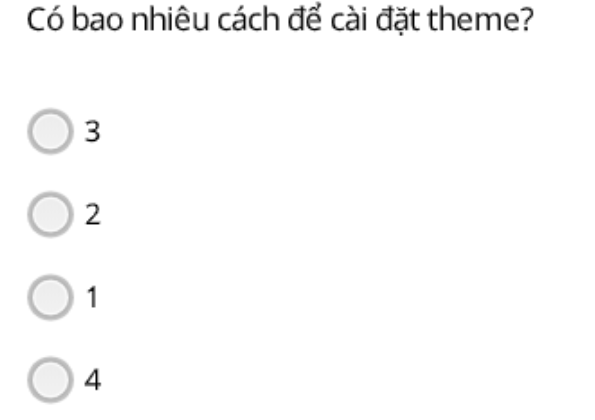 Có bao nhiêu cách để cài đặt theme?
3
2
1
4